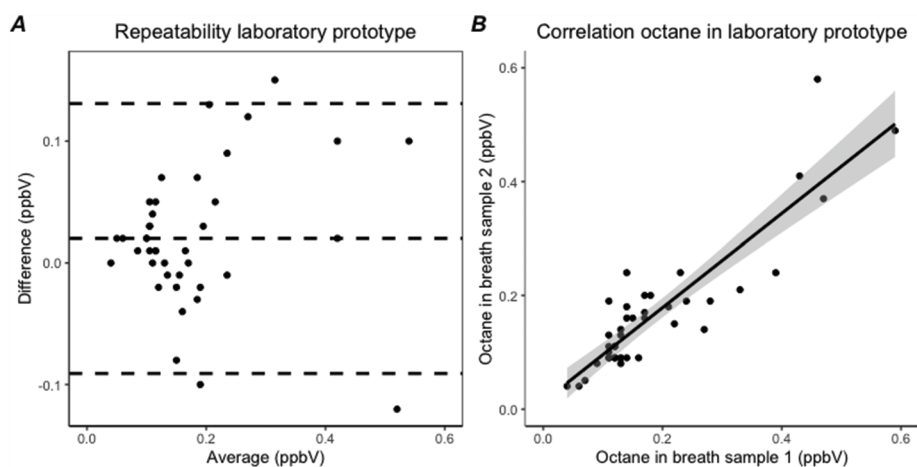 A
Repeatability laboratory prototype
Difference (ppbV)
0.1
0.0
-0.1
0.0
0.2
0.4
0.6
Average (ppbV)
B
Correlation octane in laboratory prototype
Octane in breath sample 2 (ppbV)
0.6
0.4
0.2
0.0
0.0
0.2
0.4
0.6
Octane in breath sample 1 (ppbV)